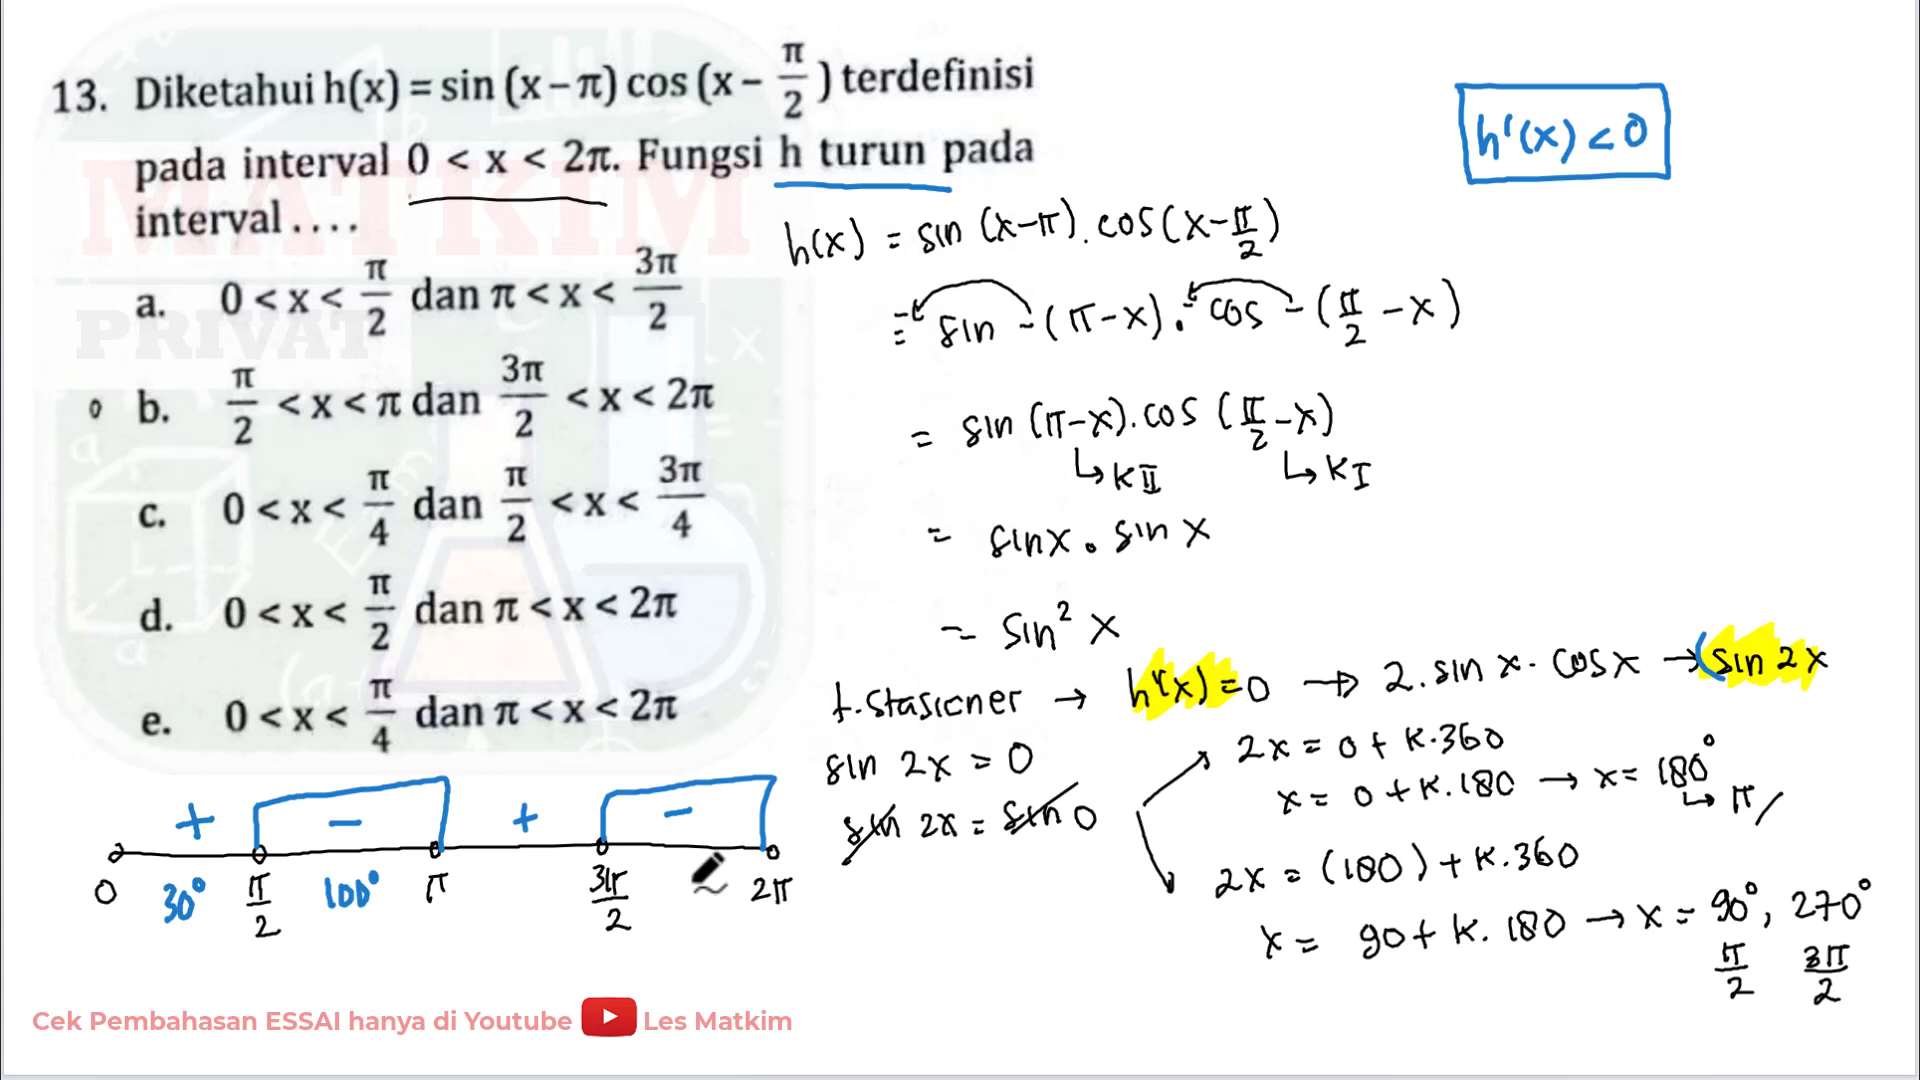 13. Diketahui h(x) = sin (x – π) cos (x – π/2) terdefinisi
pada interval 0 < x < 2π. Fungsi h turun pada
interval ....
a. 0 < x < π/2 dan π < x < 3π/2
b. π/2 < x < π dan 3π/2 < x < 2π
c. 0 < x < π/4 dan π/2 < x < 3π/4
d. 0 < x < π/2 dan π < x < 2π
e. 0 < x < π/4 dan π < x < 2π
MATKIM
PRIVAT
h'(x) < 0
h(x) = sin (x-π). cos(x-π/2)
= - sin - (π-x). - cos - (π/2 - x)
= sin (π-x). cos (π/2 - x)
↳ K II ↳ K I
= sin x . sin x
= sin² x
t. stasioner → h'(x) = 0 → 2. sin x. cos x → sin 2x
sin 2x = 0
sin 2x = sin 0
2x = 0 + k.360
x = 0 + k.180 → x = 180°
↳ π
2x = (180) + k.360
x = 90 + k. 180 → x = 90°, 270°
π/2 3π/2
+ - + -
0 30° π/2 100° π 3π/2 2π
Cek Pembahasan ESSAI hanya di Youtube Les Matkim